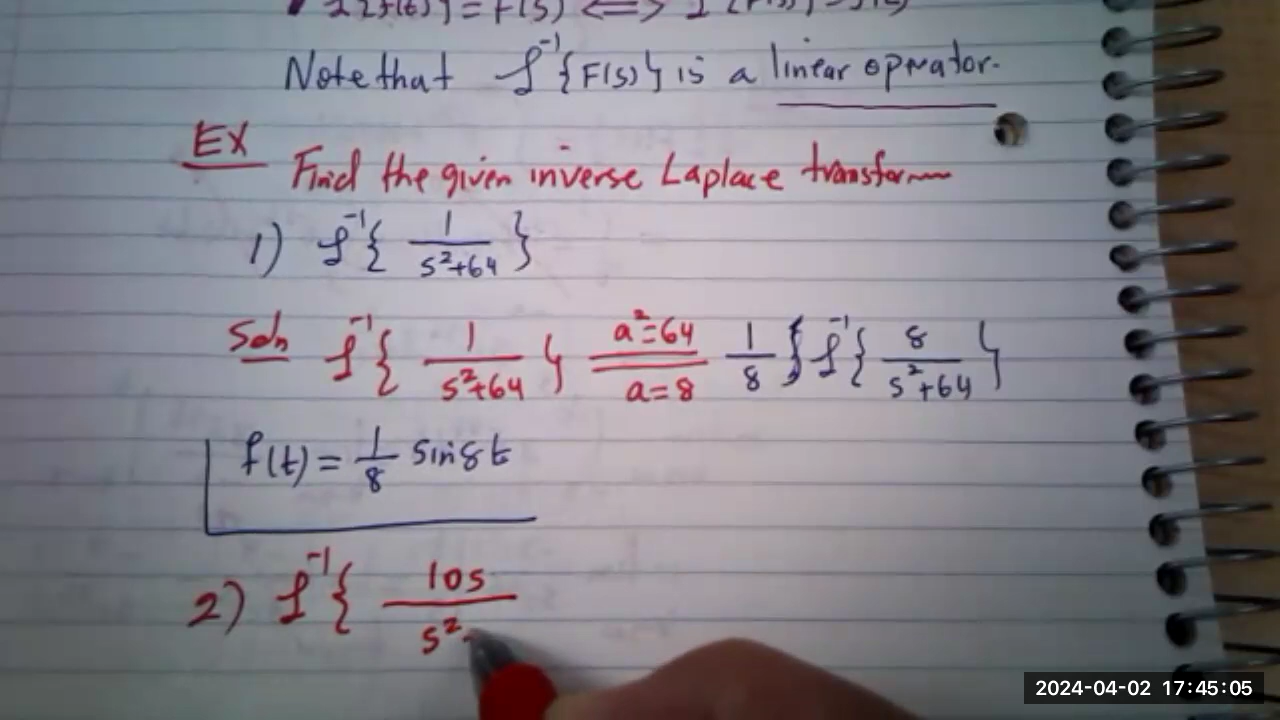 ℒ{f(t)} = F(s) ⟺
Note that ℒ⁻¹{F(s)} is a linear operator.
EX Find the given inverse Laplace transform
1) ℒ⁻¹{ 1/(s²+64) }
Soln ℒ⁻¹{ 1/(s²+64) } a²=64 a=8 1/8 ℒ⁻¹{ 8/(s²+64) }
f(t) = 1/8 sin8t
2) ℒ⁻¹{ 10s/s²
2024-04-02 17:45:05